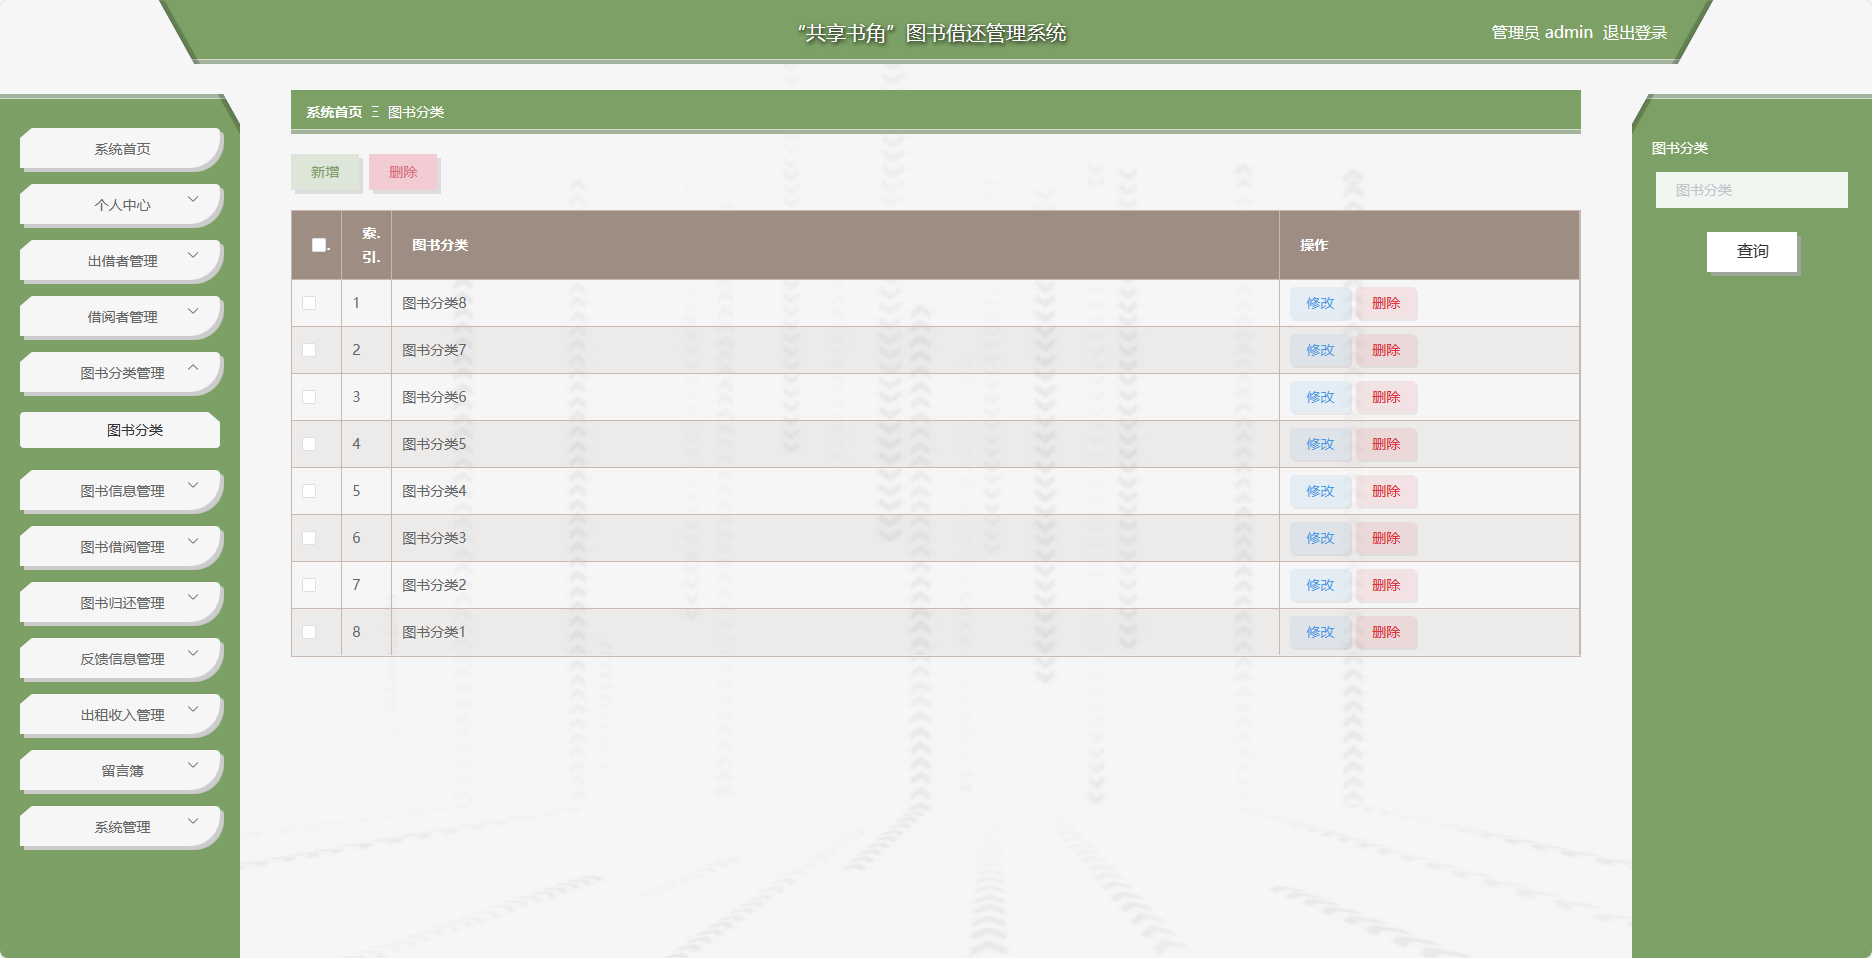 “共享书角”图书借还管理系统
管理员 admin 退出登录
系统首页
个人中心
出借者管理
借阅者管理
图书分类管理
图书分类
图书信息管理
图书借阅管理
图书归还管理
反馈信息管理
出租收入管理
留言簿
系统管理
系统首页 Ξ 图书分类
新增 删除
索引. 图书分类 操作
1 图书分类8 修改 删除
2 图书分类7 修改 删除
3 图书分类6 修改 删除
4 图书分类5 修改 删除
5 图书分类4 修改 删除
6 图书分类3 修改 删除
7 图书分类2 修改 删除
8 图书分类1 修改 删除
图书分类
图书分类
查询